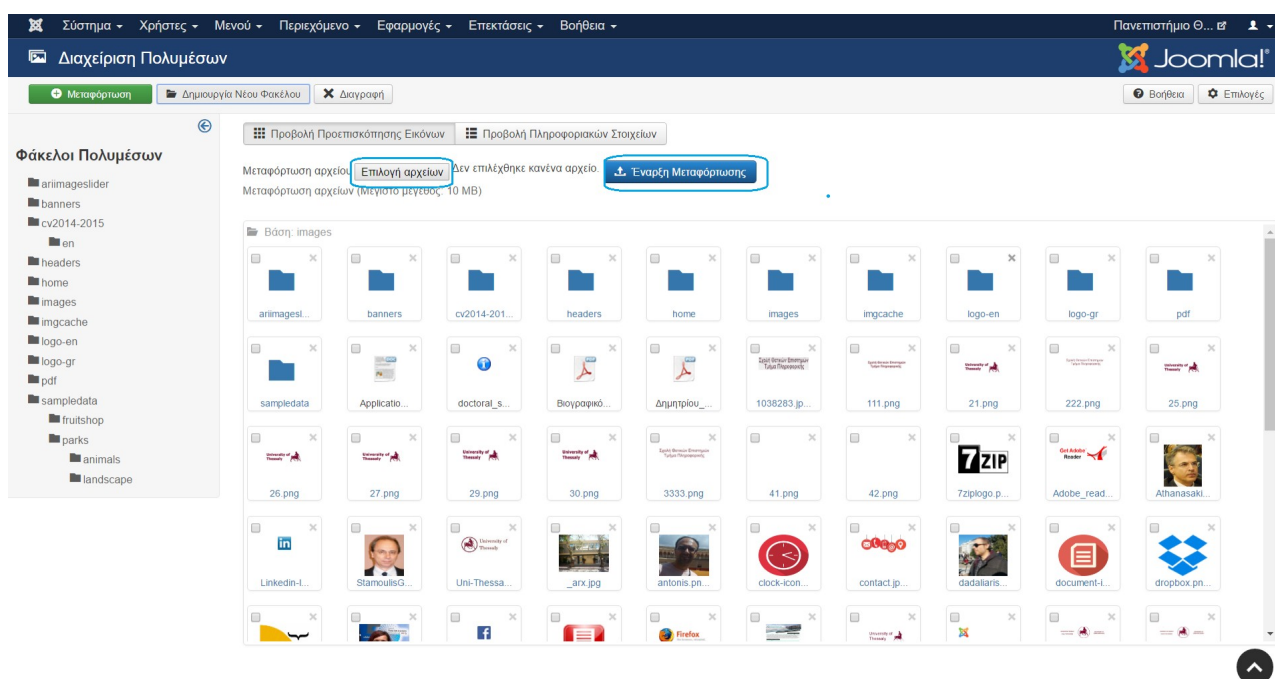 Σύστημα Χρήστες Μενού Περιεχόμενο Εφαρμογές Επεκτάσεις Βοήθεια Πανεπιστήμιο Θ...
Διαχείριση Πολυμέσων Joomla!®
Μεταφόρτωση Δημιουργία Νέου Φακέλου Διαγραφή Βοήθεια Επιλογές
Προβολή Προεπισκόπησης Εικόνων Προβολή Πληροφοριακών Στοιχείων
Φάκελοι Πολυμέσων
ariimageslider
banners
cv2014-2015
en
headers
home
images
imgcache
logo-en
logo-gr
pdf
sampledata
fruitshop
parks
animals
landscape
Μεταφόρτωση αρχείου Επιλογή αρχείων Δεν επιλέχθηκε κανένα αρχείο. Έναρξη Μεταφόρτωσης
Μεταφόρτωση αρχείων (Μέγιστο μέγεθος: 10 MB)
Βάση: images
ariimagesl... banners cv2014-201... headers home images imgcache logo-en logo-gr pdf
sampledata Applicatio... doctoral_s... Βιογραφικό... Δημητρίου_... 1038283.jp... 111.png 21.png 222.png 25.png
7ZIP Get Adobe Reader
26.png 27.png 29.png 30.png 3333.png 41.png 42.png 7ziplogo.p... Adobe_read... Athanasaki...
in University of Thessaly
Linkedin-l... StamoulisG... Uni-Thessa... _arx.jpg antonis.pn... clock-icon... contact.jp... dadaliaris... document-i... dropbox.pn...
Firefox